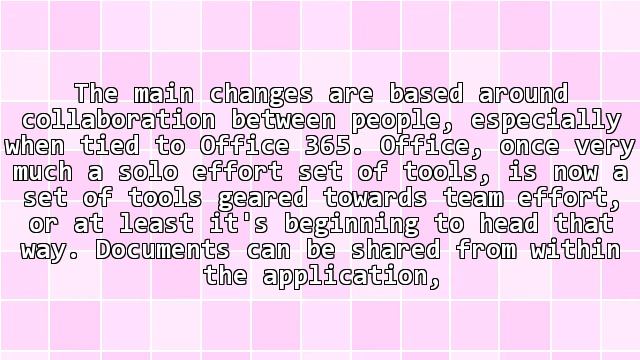 The main changes are based around
collaboration between people, especially
when tied to Office 365. Office, once very
much a solo effort set of tools, is now a
set of tools geared towards team effort,
or at least it's beginning to head that
way. Documents can be shared from within
the application,